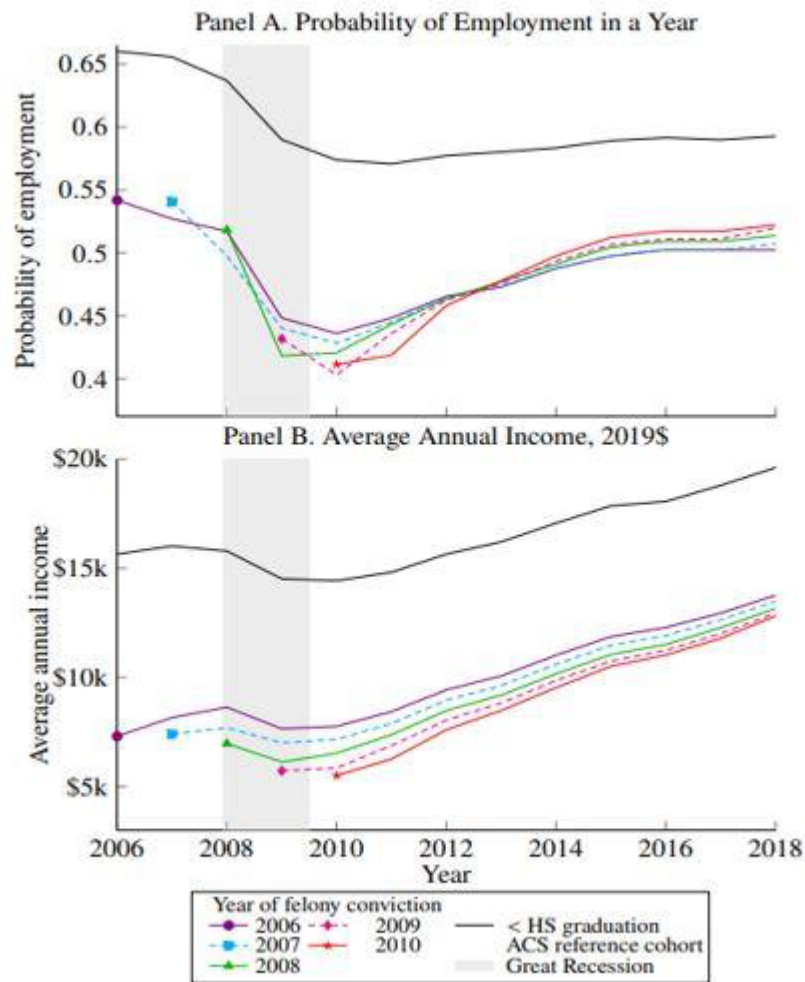 Panel A. Probability of Employment in a Year
0.65
0.6
0.55
0.5
0.45
0.4
Probability of employment
Panel B. Average Annual Income, 2019$
$20k
$15k
$10k
$5k
Average annual income
2006 2008 2010 2012 2014 2016 2018
Year
Year of felony conviction
2006 2009 < HS graduation
2007 2010 ACS reference cohort
2008 Great Recession